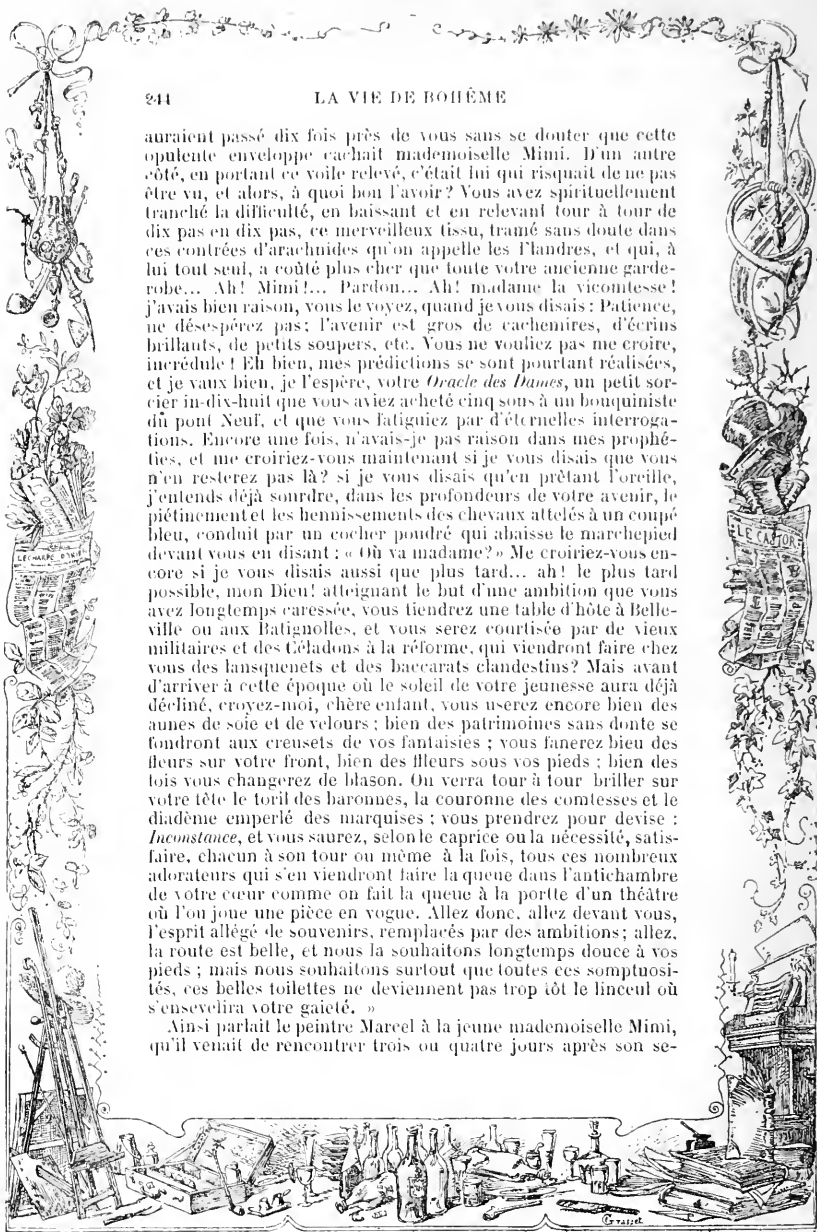 244 LA VIE DE BOHÊME
auraient passé dix fois près de vous sans se douter que cette
opulente enveloppe cachait mademoiselle Mimi. D'un autre
côté, en portant ce voile relevé, c'était lui qui risquait de ne pas
être vu, et alors, à quoi bon l'avoir? Vous avez spirituellement
tranché la difficulté, en baissant et en relevant tour à tour de
dix pas en dix pas, ce merveilleux tissu, tramé sans doute dans
ces contrées d'arachnides qu'on appelle les Flandres, et qui, à
lui tout seul, a coûté plus cher que toute votre ancienne garde-
robe... Ah! Mimi!... Pardon... Ah! madame la vicomtesse!
j'avais bien raison, vous le voyez, quand je vous disais : Patience,
ne désespérez pas; l'avenir est gros de cachemires, d'écrins
brillants, de petits soupers, etc. Vous ne vouliez pas me croire,
incrédule ! Eh bien, mes prédictions se sont pourtant réalisées,
et je vaux bien, je l'espère, votre Oracle des Dames, un petit sor-
cier in-dix-huit que vous aviez acheté cinq sous à un bouquiniste
dû pont Neuf, et que vous fatiguiez par d'éternelles interroga-
tions. Encore une fois, n'avais-je pas raison dans mes prophé-
ties, et me croiriez-vous maintenant si je vous disais que vous
n'en resterez pas là? si je vous disais qu'en prêtant l'oreille,
j'entends déjà sourdre, dans les profondeurs de votre avenir, le
piétinement et les hennissements des chevaux attelés à un coupé
bleu, conduit par un cocher poudré qui abaisse le marchepied
devant vous en disant : « Où va madame? » Me croiriez-vous en-
core si je vous disais aussi que plus tard... ah! le plus tard
possible, mon Dieu! atteignant le but d'une ambition que vous
avez longtemps caressée, vous tiendrez une table d'hôte à Belle-
ville ou aux Batignolles, et vous serez courtisée par de vieux
militaires et des Céladons à la réforme, qui viendront faire chez
vous des lansquenets et des baccarats clandestins? Mais avant
d'arriver à cette époque où le soleil de votre jeunesse aura déjà
décliné, croyez-moi, chère enfant, vous userez encore bien des
aunes de soie et de velours ; bien des patrimoines sans doute se
fondront aux creusets de vos fantaisies ; vous fanerez bien des
fleurs sur votre front, bien des flleurs sous vos pieds ; bien des
fois vous changerez de blason. On verra tour à tour briller sur
votre tête le tortil des baronnes, la couronne des comtesses et le
diadème emperlé des marquises ; vous prendrez pour devise :
Inconstance, et vous saurez, selon le caprice ou la nécessité, satis-
faire, chacun à son tour ou même à la fois, tous ces nombreux
adorateurs qui s'en viendront faire la queue dans l'antichambre
de votre cœur comme on fait la queue à la portte d'un théâtre
où l'on joue une pièce en vogue. Allez donc, allez devant vous,
l'esprit allégé de souvenirs, remplacés par des ambitions; allez,
la route est belle, et nous la souhaitons longtemps douce à vos
pieds ; mais nous souhaitons surtout que toutes ces somptuosi-
tés, ces belles toilettes ne deviennent pas trop tôt le linceul où
s'ensevelira votre gaieté. »
Ainsi parlait le peintre Marcel à la jeune mademoiselle Mimi,
qu'il venait de rencontrer trois ou quatre jours après son se-
LE CASTOR
Grasset